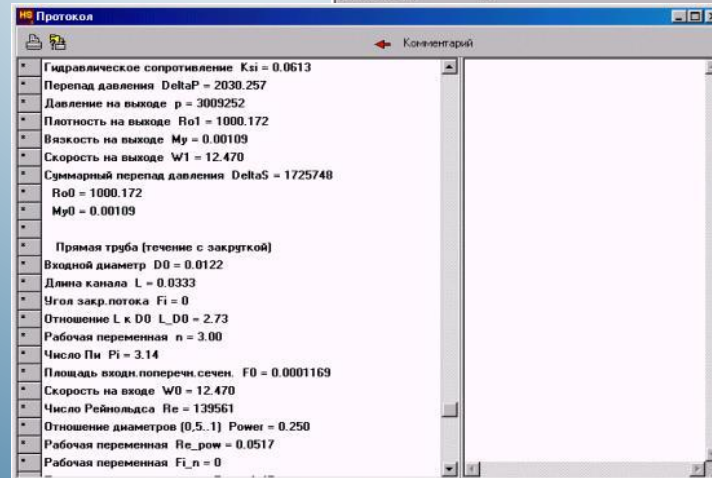 HS Протокол
Комментарий
Гидравлическое сопротивление Ksi = 0.0613
Перепад давления DeltaP = 2030.257
Давление на выходе p = 3009252
Плотность на выходе Ro1 = 1000.172
Вязкость на выходе My = 0.00109
Скорость на выходе W1 = 12.470
Суммарный перепад давления DeltaS = 1725748
Ro0 = 1000.172
My0 = 0.00109
Прямая труба (течение с закруткой)
Входной диаметр D0 = 0.0122
Длина канала L = 0.0333
Угол закр.потока Fi = 0
Отношение L к D0 L_D0 = 2.73
Рабочая переменная n = 3.00
Число Пи Pi = 3.14
Площадь входн.поперечн.сечен. F0 = 0.0001169
Скорость на входе W0 = 12.470
Число Рейнольдса Re = 139561
Отношение диаметров (0,5..1) Power = 0.250
Рабочая переменная Re_pow = 0.0517
Рабочая переменная Fi_n = 0